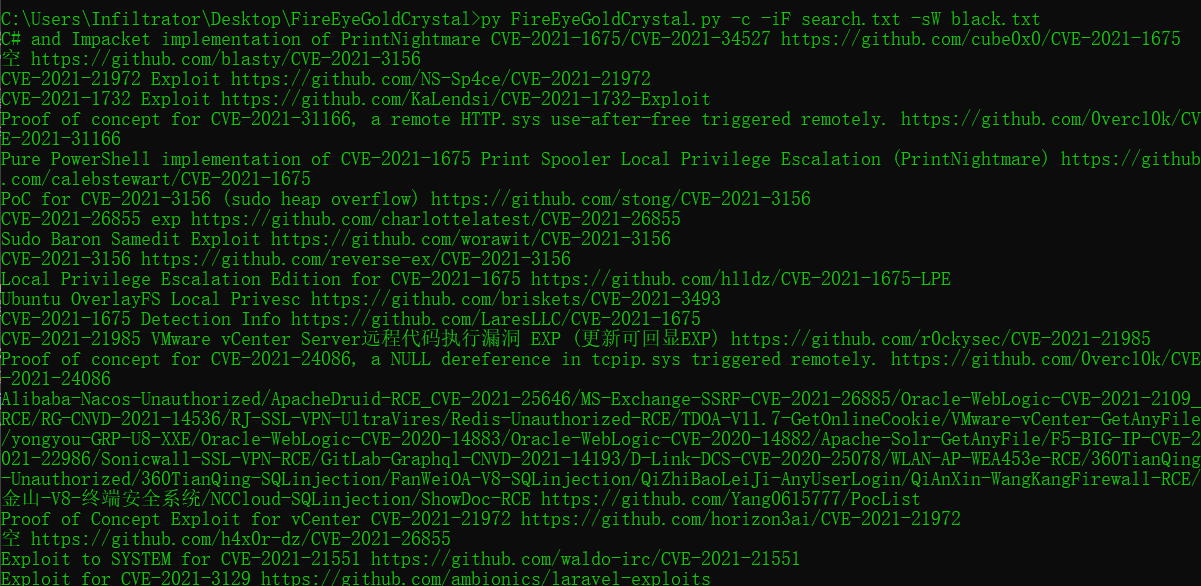 C:\Users\Infiltrator\Desktop\FireEyeGoldCrystal>py FireEyeGoldCrystal.py -c -iF search.txt -sW black.txt
C# and Impacket implementation of PrintNightmare CVE-2021-1675/CVE-2021-34527 https://github.com/cube0x0/CVE-2021-1675
空 https://github.com/blasty/CVE-2021-3156
CVE-2021-21972 Exploit https://github.com/NS-Sp4ce/CVE-2021-21972
CVE-2021-1732 Exploit https://github.com/KaLendsi/CVE-2021-1732-Exploit
Proof of concept for CVE-2021-31166, a remote HTTP.sys use-after-free triggered remotely. https://github.com/0vercl0k/CV
E-2021-31166
Pure PowerShell implementation of CVE-2021-1675 Print Spooler Local Privilege Escalation (PrintNightmare) https://github
.com/calebstewart/CVE-2021-1675
PoC for CVE-2021-3156 (sudo heap overflow) https://github.com/stong/CVE-2021-3156
CVE-2021-26855 exp https://github.com/charlottelatest/CVE-2021-26855
Sudo Baron Samedit Exploit https://github.com/worawit/CVE-2021-3156
CVE-2021-3156 https://github.com/reverse-ex/CVE-2021-3156
Local Privilege Escalation Edition for CVE-2021-1675 https://github.com/hlldz/CVE-2021-1675-LPE
Ubuntu OverlayFS Local Privesc https://github.com/briskets/CVE-2021-3493
CVE-2021-1675 Detection Info https://github.com/LaresLLC/CVE-2021-1675
CVE-2021-21985 VMware vCenter Server远程代码执行漏洞 EXP (更新可回显EXP) https://github.com/r0ckysec/CVE-2021-21985
Proof of concept for CVE-2021-24086, a NULL dereference in tcpip.sys triggered remotely. https://github.com/0vercl0k/CVE
-2021-24086
Alibaba-Nacos-Unauthorized/ApacheDruid-RCE_CVE-2021-25646/MS-Exchange-SSRF-CVE-2021-26885/Oracle-WebLogic-CVE-2021-2109_
RCE/RG-CNVD-2021-14536/RJ-SSL-VPN-UltraVires/Redis-Unauthorized-RCE/TDOA-V11.7-GetOnlineCookie/VMware-vCenter-GetAnyFile
/yongyou-GRP-U8-XXE/Oracle-WebLogic-CVE-2020-14883/Oracle-WebLogic-CVE-2020-14882/Apache-Solr-GetAnyFile/F5-BIG-IP-CVE-2
021-22986/Sonicwall-SSL-VPN-RCE/GitLab-Graphql-CNVD-2021-14193/D-Link-DCS-CVE-2020-25078/WLAN-AP-WEA453e-RCE/360TianQing
-Unauthorized/360TianQing-SQLinjection/FanWeiOA-V8-SQLinjection/QiZhiBaoLeiJi-AnyUserLogin/QiAnXin-WangKangFirewall-RCE/
金山-V8-终端安全系统/NCCloud-SQLinjection/ShowDoc-RCE https://github.com/Yang0615777/PocList
Proof of Concept Exploit for vCenter CVE-2021-21972 https://github.com/horizon3ai/CVE-2021-21972
空 https://github.com/h4x0r-dz/CVE-2021-26855
Exploit to SYSTEM for CVE-2021-21551 https://github.com/waldo-irc/CVE-2021-21551
Exploit for CVE-2021-3129 https://github.com/ambionics/laravel-exploits